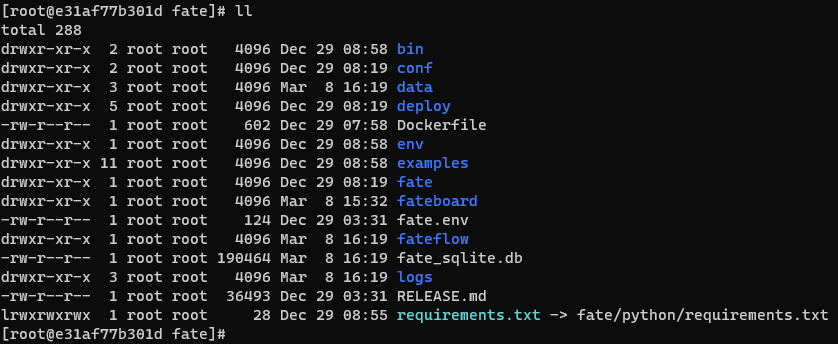 [root@e31af77b301d fate]# ll
total 288
drwxr-xr-x  2 root root   4096 Dec 29 08:58 bin
drwxr-xr-x  2 root root   4096 Dec 29 08:19 conf
drwxr-xr-x  3 root root   4096 Mar  8 16:19 data
drwxr-xr-x  5 root root   4096 Dec 29 08:19 deploy
-rw-r--r--  1 root root    602 Dec 29 07:58 Dockerfile
drwxr-xr-x  1 root root   4096 Dec 29 08:58 env
drwxr-xr-x 11 root root   4096 Dec 29 08:58 examples
drwxr-xr-x  1 root root   4096 Dec 29 08:19 fate
drwxr-xr-x  1 root root   4096 Mar  8 15:32 fateboard
-rw-r--r--  1 root root    124 Dec 29 03:31 fate.env
drwxr-xr-x  1 root root   4096 Mar  8 16:19 fateflow
-rw-r--r--  1 root root 190464 Mar  8 16:19 fate_sqlite.db
drwxr-xr-x  3 root root   4096 Mar  8 16:19 logs
-rw-r--r--  1 root root  36493 Dec 29 03:31 RELEASE.md
lrwxrwxrwx  1 root root     28 Dec 29 08:55 requirements.txt -> fate/python/requirements.txt
[root@e31af77b301d fate]#